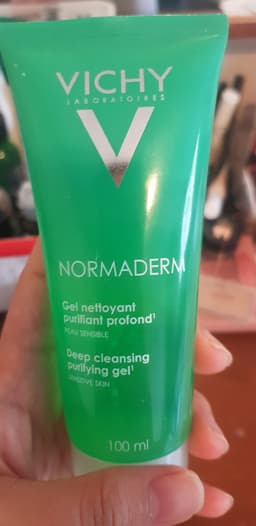 VICHY
LABORATOIRES
NORMADERM
Gel nettoyant
purifiant profond¹
PEAU SENSIBLE
Deep cleansing
purifying gel¹
SENSITIVE SKIN
100 ml